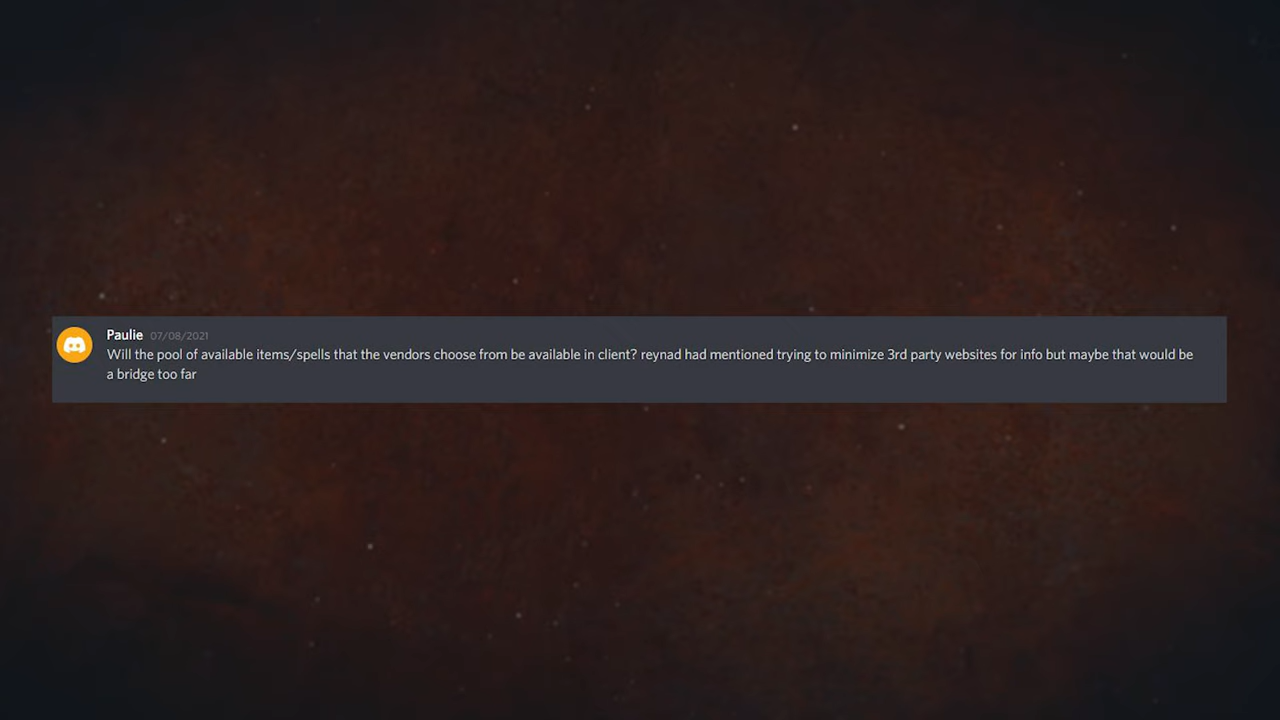 Paulie 07/08/2021
Will the pool of available items/spells that the vendors choose from be available in client? reynad had mentioned trying to minimize 3rd party websites for info but maybe that would be
a bridge too far